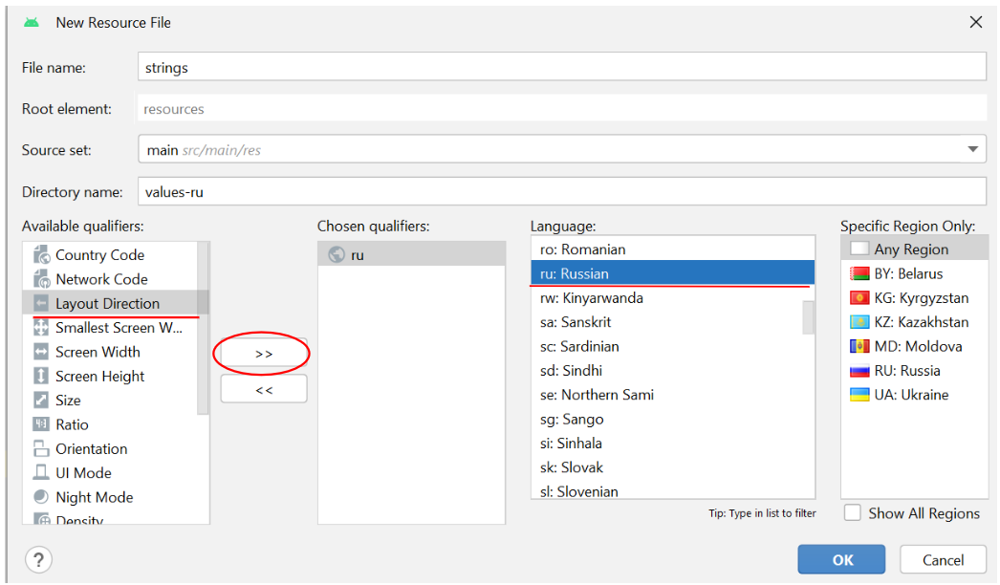 New Resource File
File name: strings
Root element: resources
Source set: main src/main/res
Directory name: values-ru
Available qualifiers:
Country Code
Network Code
Layout Direction
Smallest Screen W...
Screen Width
Screen Height
Size
Ratio
Orientation
UI Mode
Night Mode
Density
>>
<<
Chosen qualifiers:
ru
Language:
ro: Romanian
ru: Russian
rw: Kinyarwanda
sa: Sanskrit
sc: Sardinian
sd: Sindhi
se: Northern Sami
sg: Sango
si: Sinhala
sk: Slovak
sl: Slovenian
Tip: Type in list to filter
Specific Region Only:
Any Region
BY: Belarus
KG: Kyrgyzstan
KZ: Kazakhstan
MD: Moldova
RU: Russia
UA: Ukraine
Show All Regions
?
OK
Cancel